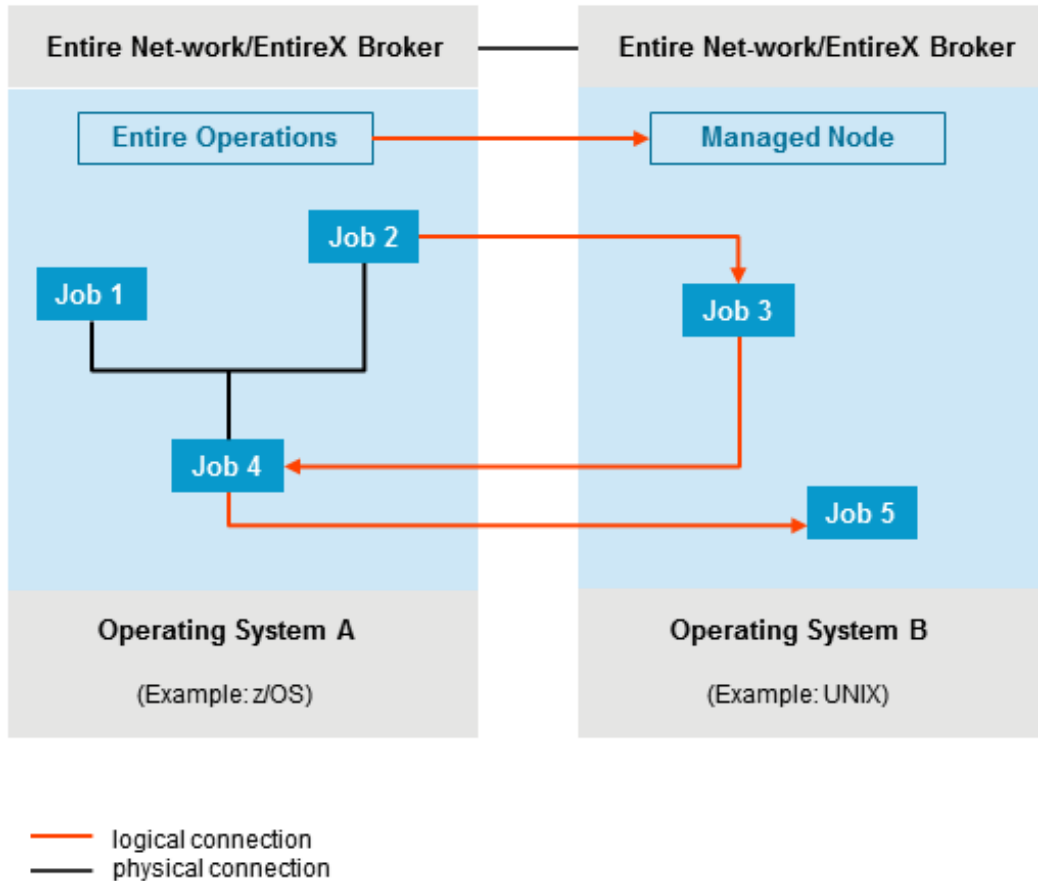 Entire Net-work/EntireX Broker
Entire Net-work/EntireX Broker
Entire Operations
Managed Node
Job 2
Job 1
Job 3
Job 4
Job 5
Operating System A
(Example: z/OS)
Operating System B
(Example: UNIX)
logical connection
physical connection